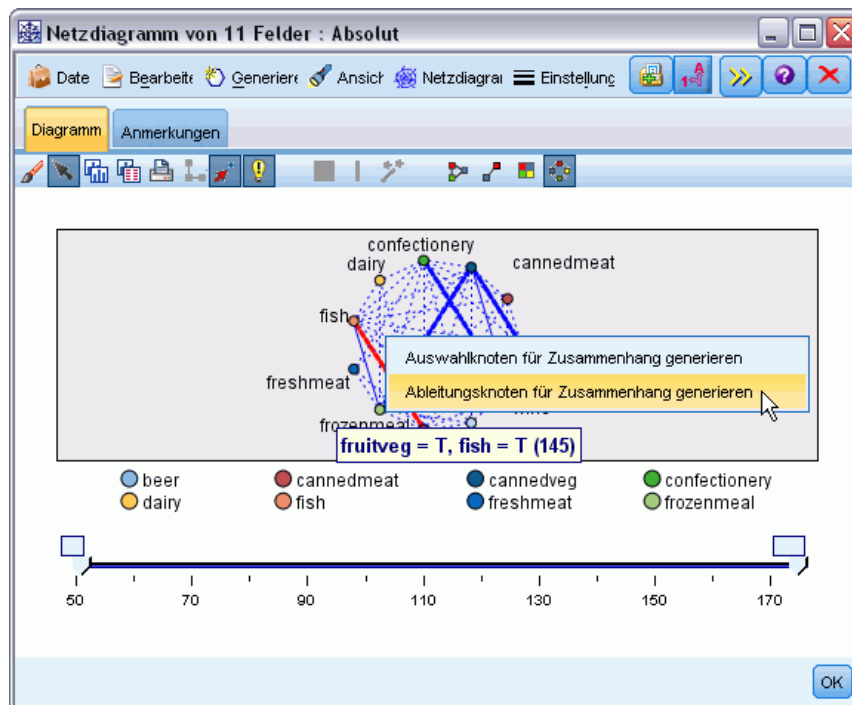 Netzdiagramm von 11 Felder : Absolut
Date Bearbeite Generiere Ansich Netzdiagra Einstellung
Diagramm Anmerkungen
confectionery
dairy cannedmeat
fish
Auswahlknoten für Zusammenhang generieren
freshmeat Ableitungsknoten für Zusammenhang generieren
frozenmeal
fruitveg = T, fish = T (145)
beer cannedmeat cannedveg confectionery
dairy fish freshmeat frozenmeal
50 70 90 110 130 150 170
OK